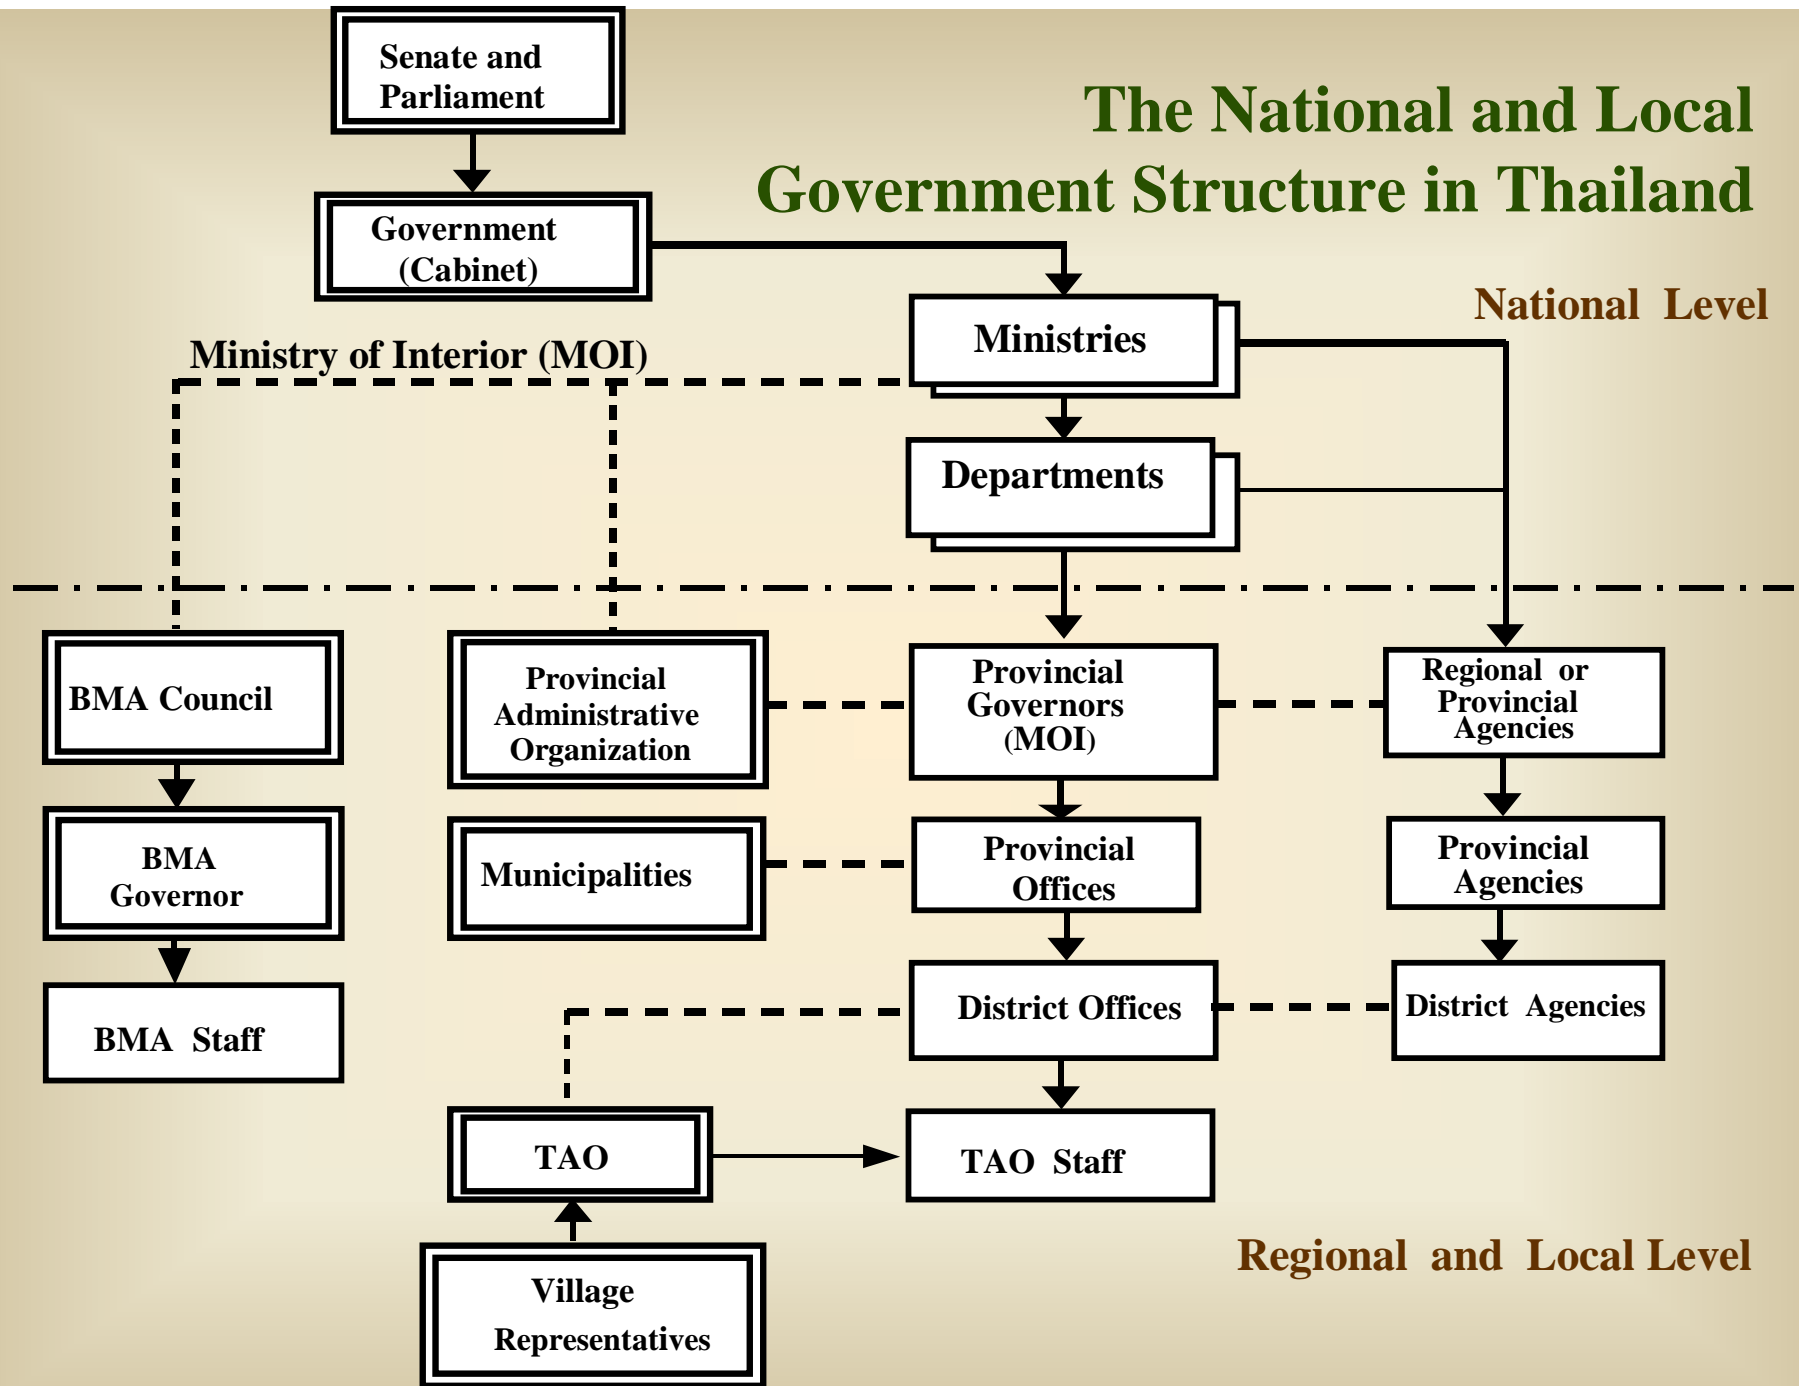 Senate and
Parliament
The National and Local
Government Structure in Thailand
Government
(Cabinet)
National Level
Ministries
Ministry of Interior (MOI)
Departments
BMA Council
Provincial
Administrative
Organization
Provincial
Governors
(MOI)
Regional or
Provincial
Agencies
BMA
Governor
Municipalities
Provincial
Offices
Provincial
Agencies
BMA Staff
District Offices
District Agencies
TAO
TAO Staff
Village
Representatives
Regional and Local Level